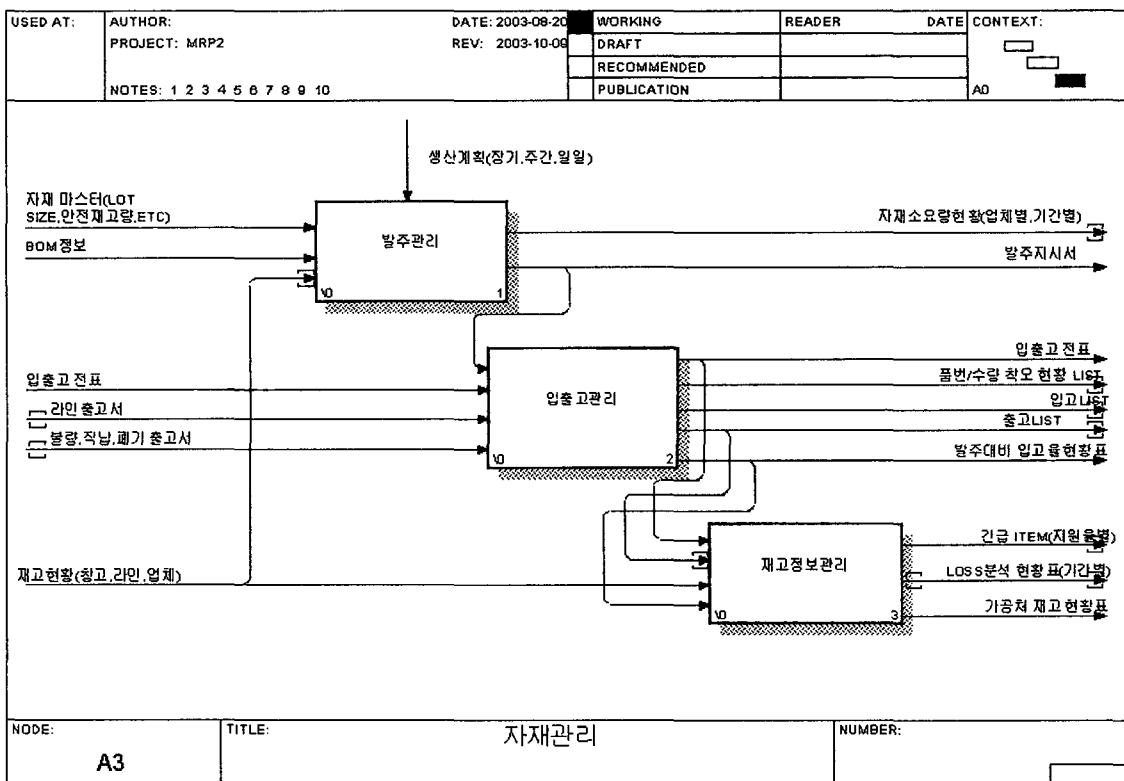 USED AT:
AUTHOR:
DATE: 2003-08-20
WORKING
READER
DATE
CONTEXT:
PROJECT: MRP2
REV: 2003-10-09
DRAFT
RECOMMENDED
NOTES: 1 2 3 4 5 6 7 8 9 10
PUBLICATION
A0
생산계획(장기,주간,일일)
자재 마스터(LOT
SIZE,안전재고량,ETC)
BOM정보
발주관리
\0
1
자재소요량현황(업체별,기간별)
발주지시서
입출고 전표
라인 출고서
불량,직납,폐기 출고서
입출고관리
\0
2
입출고 전표
품번/수량 착오 현황 LIST
입고LIST
출고LIST
발주대비 입고율현황표
재고현황(창고,라인,업체)
재고정보관리
\0
3
긴급 ITEM(지원율별)
LOSS분석 현황표(기간별)
가공처 재고 현황표
NODE:
A3
TITLE:
자재관리
NUMBER: